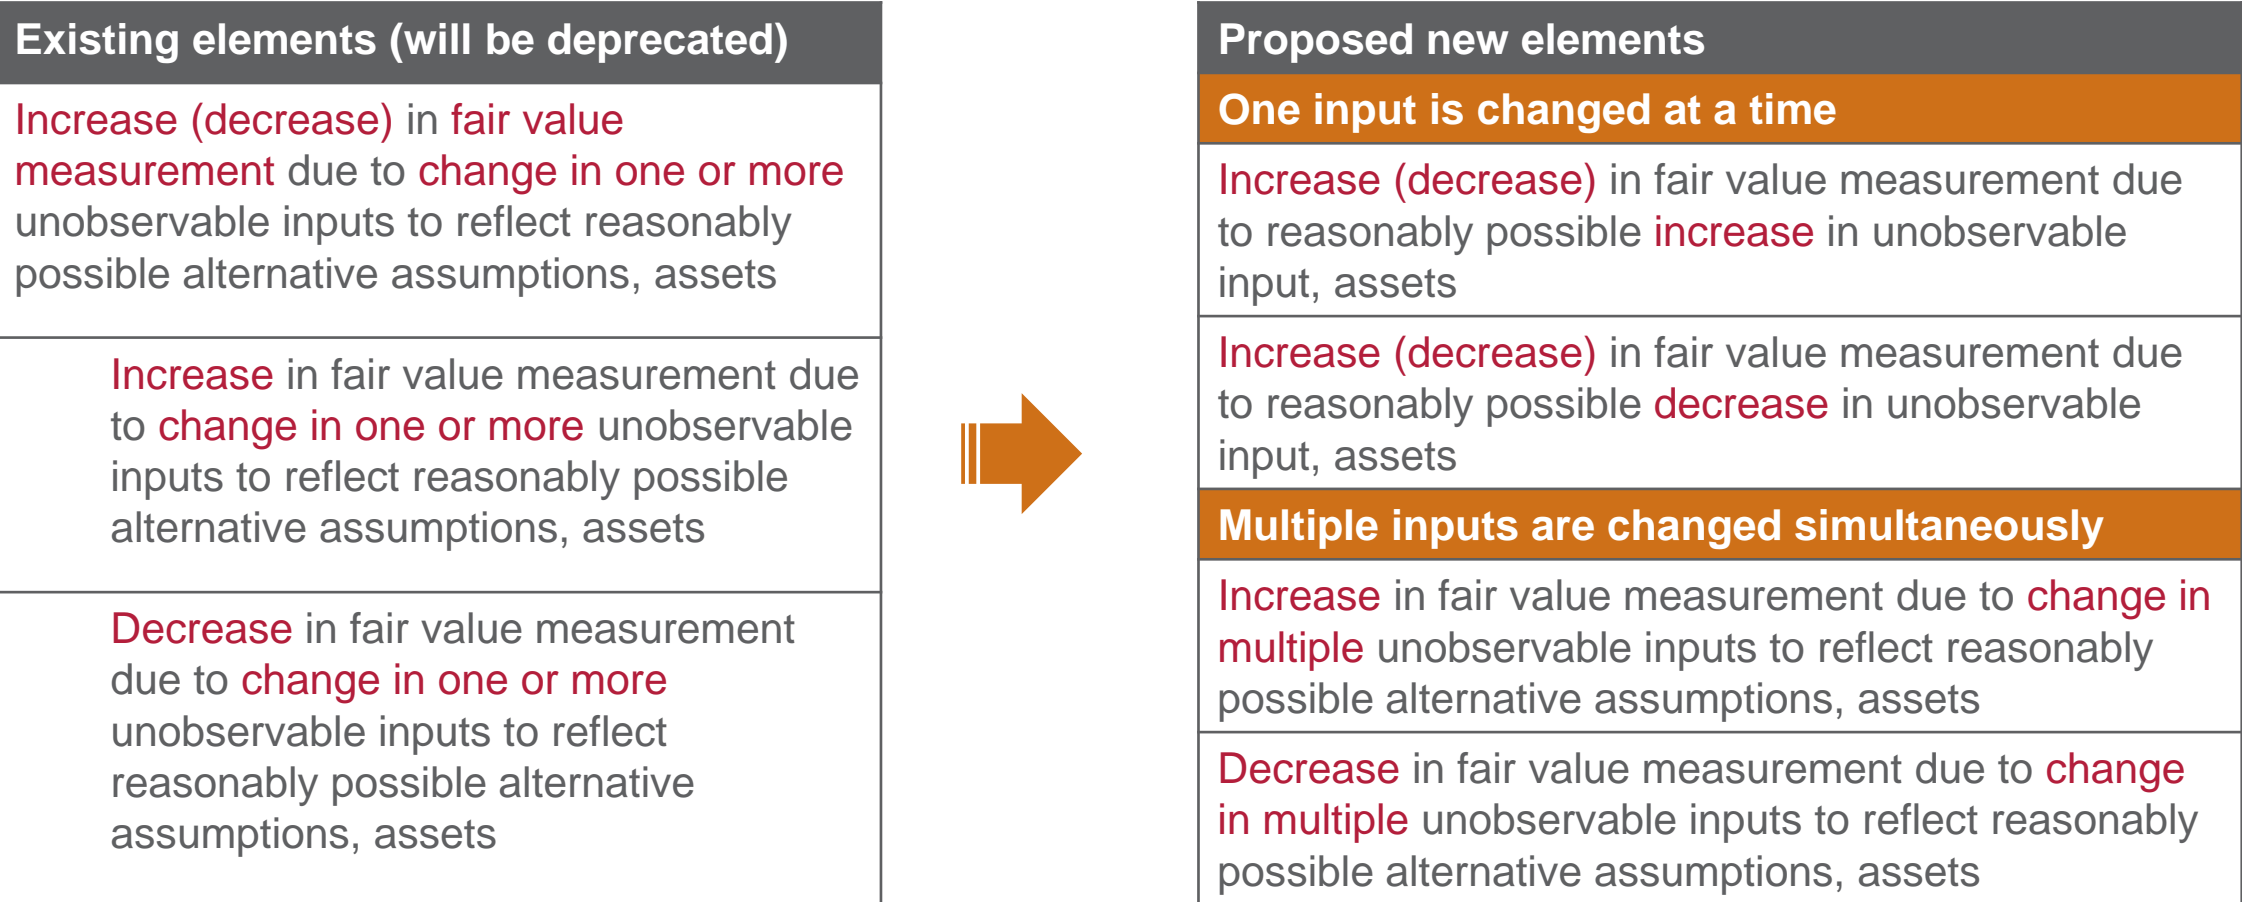 Existing elements (will be deprecated)
Increase (decrease) in fair value
measurement due to change in one or more
unobservable inputs to reflect reasonably
possible alternative assumptions, assets
Increase in fair value measurement due
to change in one or more unobservable
inputs to reflect reasonably possible
alternative assumptions, assets
Decrease in fair value measurement
due to change in one or more
unobservable inputs to reflect
reasonably possible alternative
assumptions, assets
Proposed new elements
One input is changed at a time
Increase (decrease) in fair value measurement due
to reasonably possible increase in unobservable
input, assets
Increase (decrease) in fair value measurement due
to reasonably possible decrease in unobservable
input, assets
Multiple inputs are changed simultaneously
Increase in fair value measurement due to change in
multiple unobservable inputs to reflect reasonably
possible alternative assumptions, assets
Decrease in fair value measurement due to change
in multiple unobservable inputs to reflect reasonably
possible alternative assumptions, assets